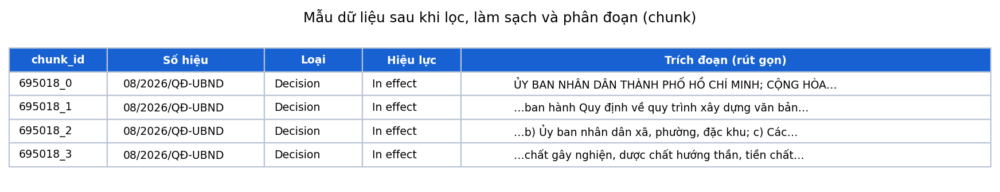 Mẫu dữ liệu sau khi lọc, làm sạch và phân đoạn (chunk)
chunk_id Số hiệu Loại Hiệu lực Trích đoạn (rút gọn)
695018_0 08/2026/QĐ-UBND Decision In effect ỦY BAN NHÂN DÂN THÀNH PHỐ HỒ CHÍ MINH; CỘNG HÒA...
695018_1 08/2026/QĐ-UBND Decision In effect ...ban hành Quy định về quy trình xây dựng văn bản...
695018_2 08/2026/QĐ-UBND Decision In effect ...b) Ủy ban nhân dân xã, phường, đặc khu; c) Các...
695018_3 08/2026/QĐ-UBND Decision In effect ...chất gây nghiện, dược chất hướng thần, tiền chất...